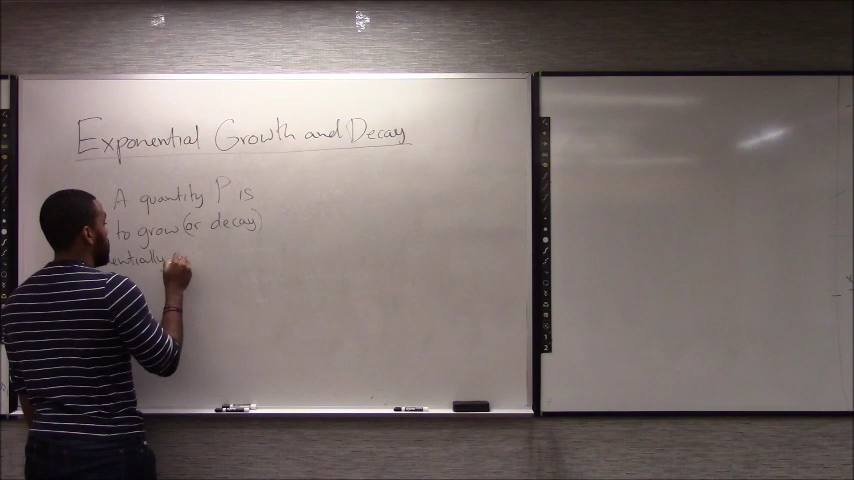 Exponential Growth and Decay
A quantity P is
to grow (or decay)
entially